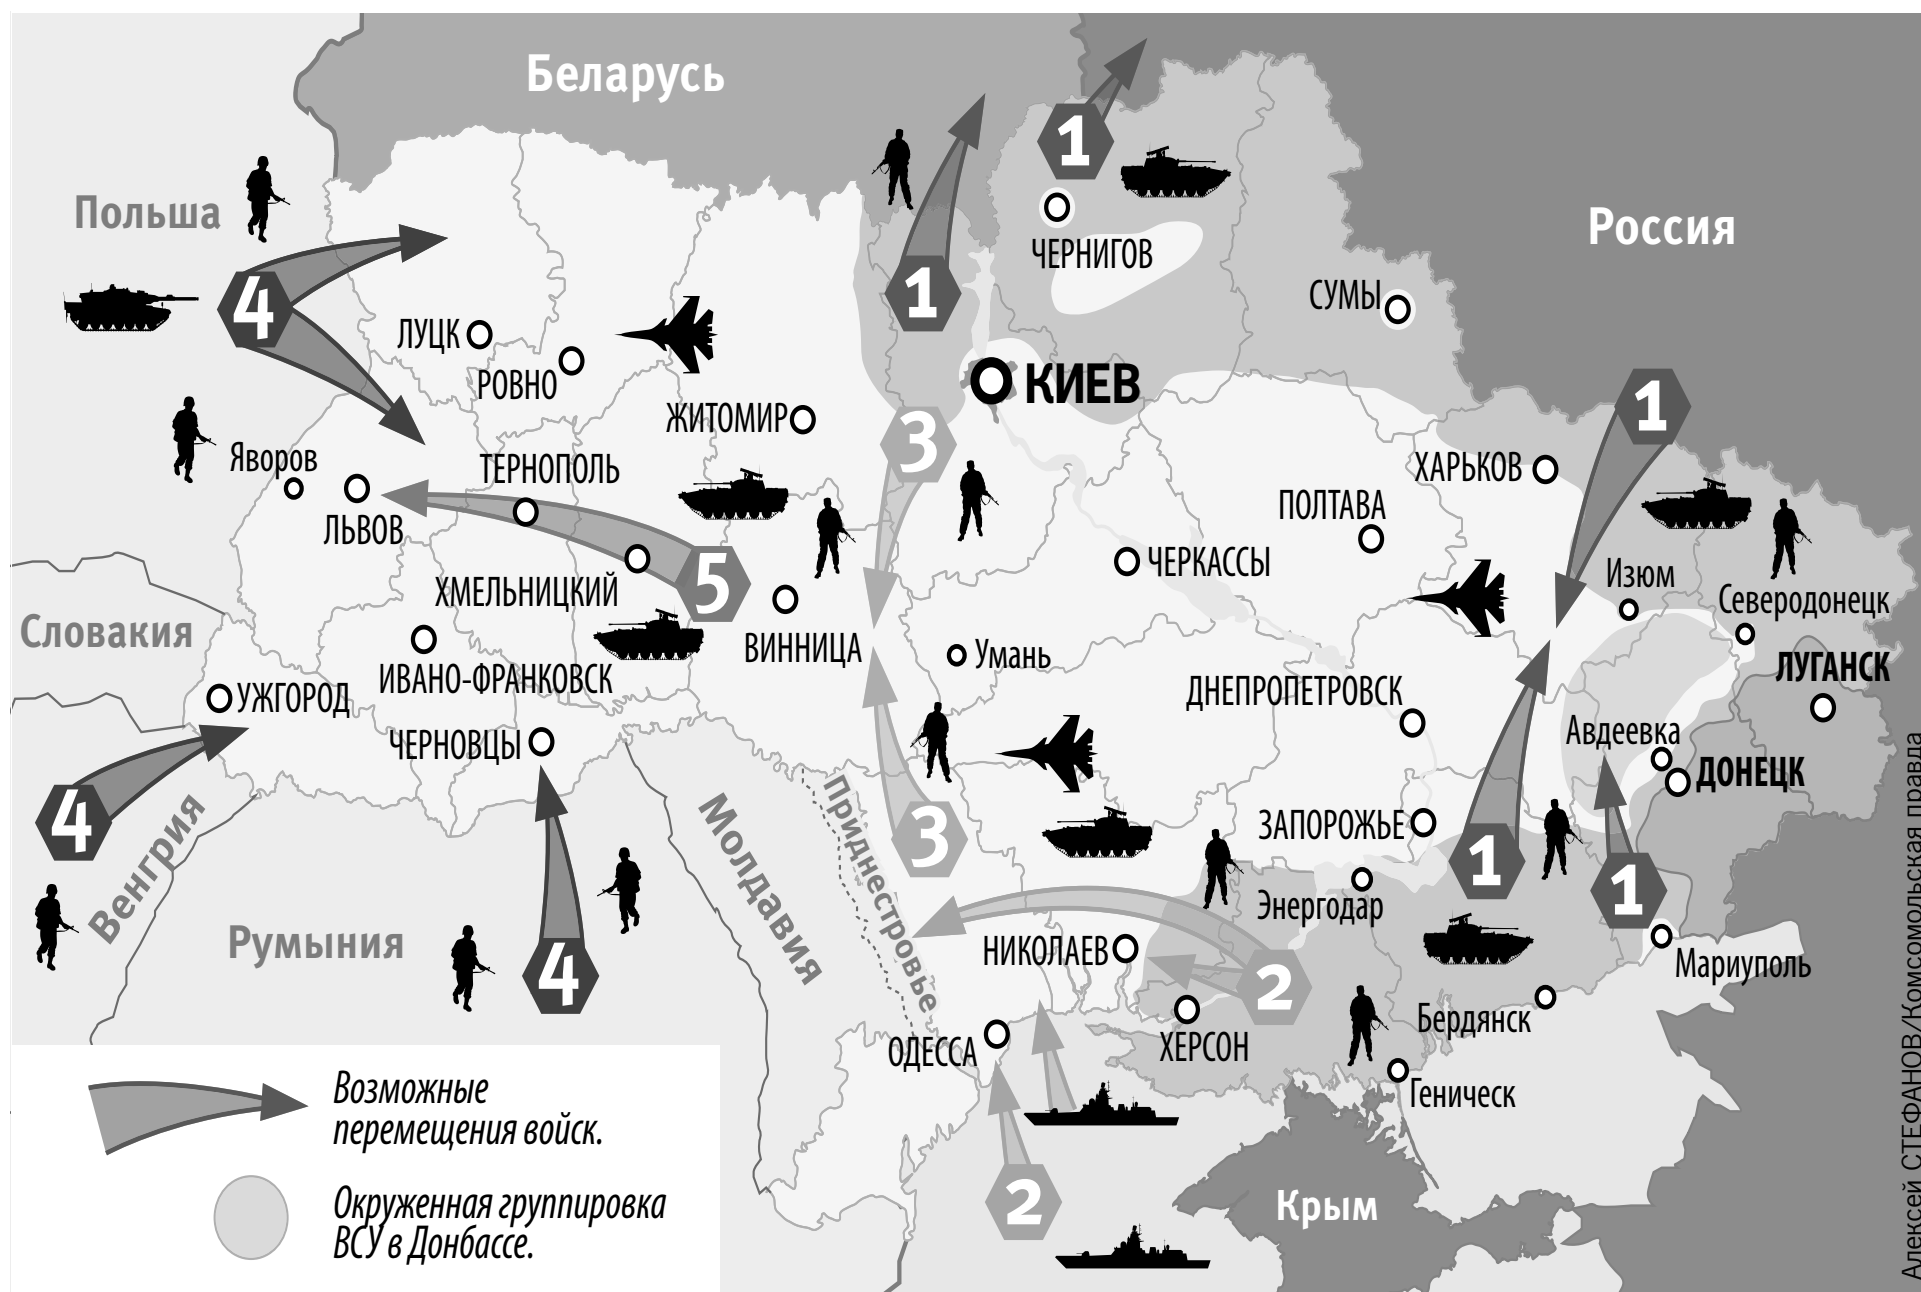 Беларусь
1
1
Польша
Россия
ЧЕРНИГОВ
1
4
СУМЫ
ЛУЦК
РОВНО
КИЕВ
1
ЖИТОМИР
3
Яворов
ТЕРНОПОЛЬ
ХАРЬКОВ
ЛЬВОВ
ПОЛТАВА
5
ХМЕЛЬНИЦКИЙ
ЧЕРКАССЫ
Изюм
Северодонецк
Словакия
ВИННИЦА
Умань
ЛУГАНСК
ИВАНО-ФРАНКОВСК
УЖГОРОД
ДНЕПРОПЕТРОВСК
ЧЕРНОВЦЫ
Авдеевка
ДОНЕЦК
4
Венгрия
Молдавия
Приднестровье
3
ЗАПОРОЖЬЕ
1
1
Энергодар
Румыния
4
НИКОЛАЕВ
2
Мариуполь
Бердянск
ОДЕССА
ХЕРСОН
Геническ
2
Крым
Возможные
перемещения войск.
Окруженная группировка
ВСУ в Донбассе.
Алексей СТЕФАНОВ/Комсомольская правда